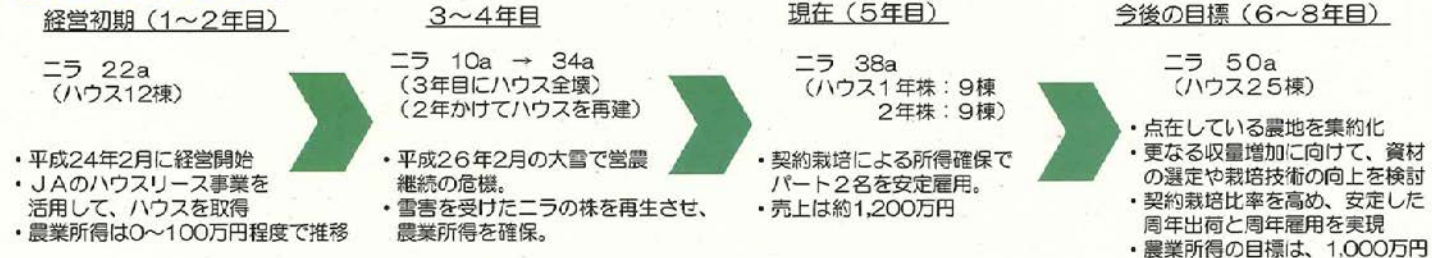 経営初期（1～2年目）
ニラ　22a
（ハウス12棟）
・平成24年2月に経営開始
・ＪＡのハウスリース事業を
活用して、ハウスを取得
・農業所得は0～100万円程度で推移
3～4年目
ニラ　10a　→　34a
（3年目にハウス全壊）
（2年かけてハウスを再建）
・平成26年2月の大雪で営農
継続の危機。
・雪害を受けたニラの株を再生させ、
農業所得を確保。
現在（5年目）
ニラ　38a
（ハウス1年株：9棟
2年株：9棟）
・契約栽培による所得確保で
パート2名を安定雇用。
・売上は約1,200万円
今後の目標（6～8年目）
ニラ　50a
（ハウス25棟）
・点在している農地を集約化
・更なる収量増加に向けて、資材
の選定や栽培技術の向上を検討
・契約栽培比率を高め、安定した
周年出荷と周年雇用を実現
・農業所得の目標は、1,000万円